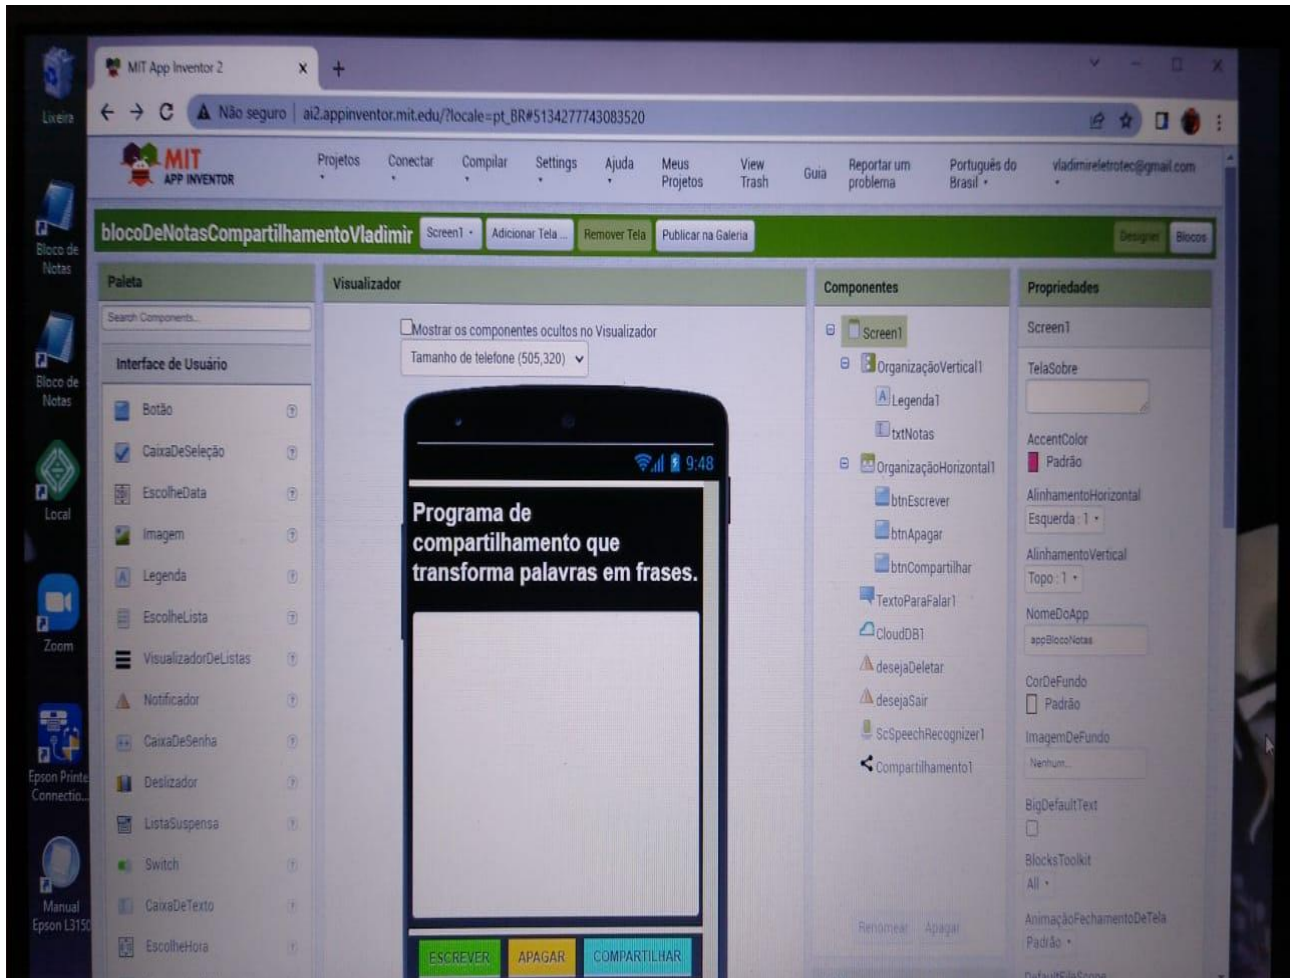 Lixeira
Bloco de
Notas
Bloco de
Notas
Local
Zoom
Epson Printe
Connectio...
Manual
Epson L3150
MIT App Inventor 2
Não seguro
ai2.appinventor.mit.edu/?locale=pt_BR#5134277743083520
MIT
APP INVENTOR
Projetos
Conectar
Compilar
Settings
Ajuda
Meus
Projetos
View
Trash
Guia
Reportar um
problema
Português do
Brasil
vladimireletrotec@gmail.com
blocoDeNotasCompartilhamentoVladimir
Screen1
Adicionar Tela ...
Remover Tela
Publicar na Galeria
Designer
Blocos
Paleta
Search Components...
Interface de Usuário
Botão
CaixaDeSeleção
EscolheData
Imagem
Legenda
EscolheLista
VisualizadorDeListas
Notificador
CaixaDeSenha
Deslizador
ListaSuspensa
Switch
CaixaDeTexto
EscolheHora
Visualizador
Mostrar os componentes ocultos no Visualizador
Tamanho de telefone (505,320)
9:48
Programa de
compartilhamento que
transforma palavras em frases.
ESCREVER
APAGAR
COMPARTILHAR
Componentes
Screen1
OrganizaçãoVertical1
Legenda1
txtNotas
OrganizaçãoHorizontal1
btnEscrever
btnApagar
btnCompartilhar
TextoParaFalar1
CloudDB1
desejaDeletar
desejaSair
ScSpeechRecognizer1
Compartilhamento1
Renomear
Apagar
Propriedades
Screen1
TelaSobre
AccentColor
Padrão
AlinhamentoHorizontal
Esquerda : 1
AlinhamentoVertical
Topo : 1
NomeDoApp
appBlocoNotas
CorDeFundo
Padrão
ImagemDeFundo
Nenhum...
BigDefaultText
BlocksToolkit
All
AnimaçãoFechamentoDeTela
Padrão
DefaultFileScope